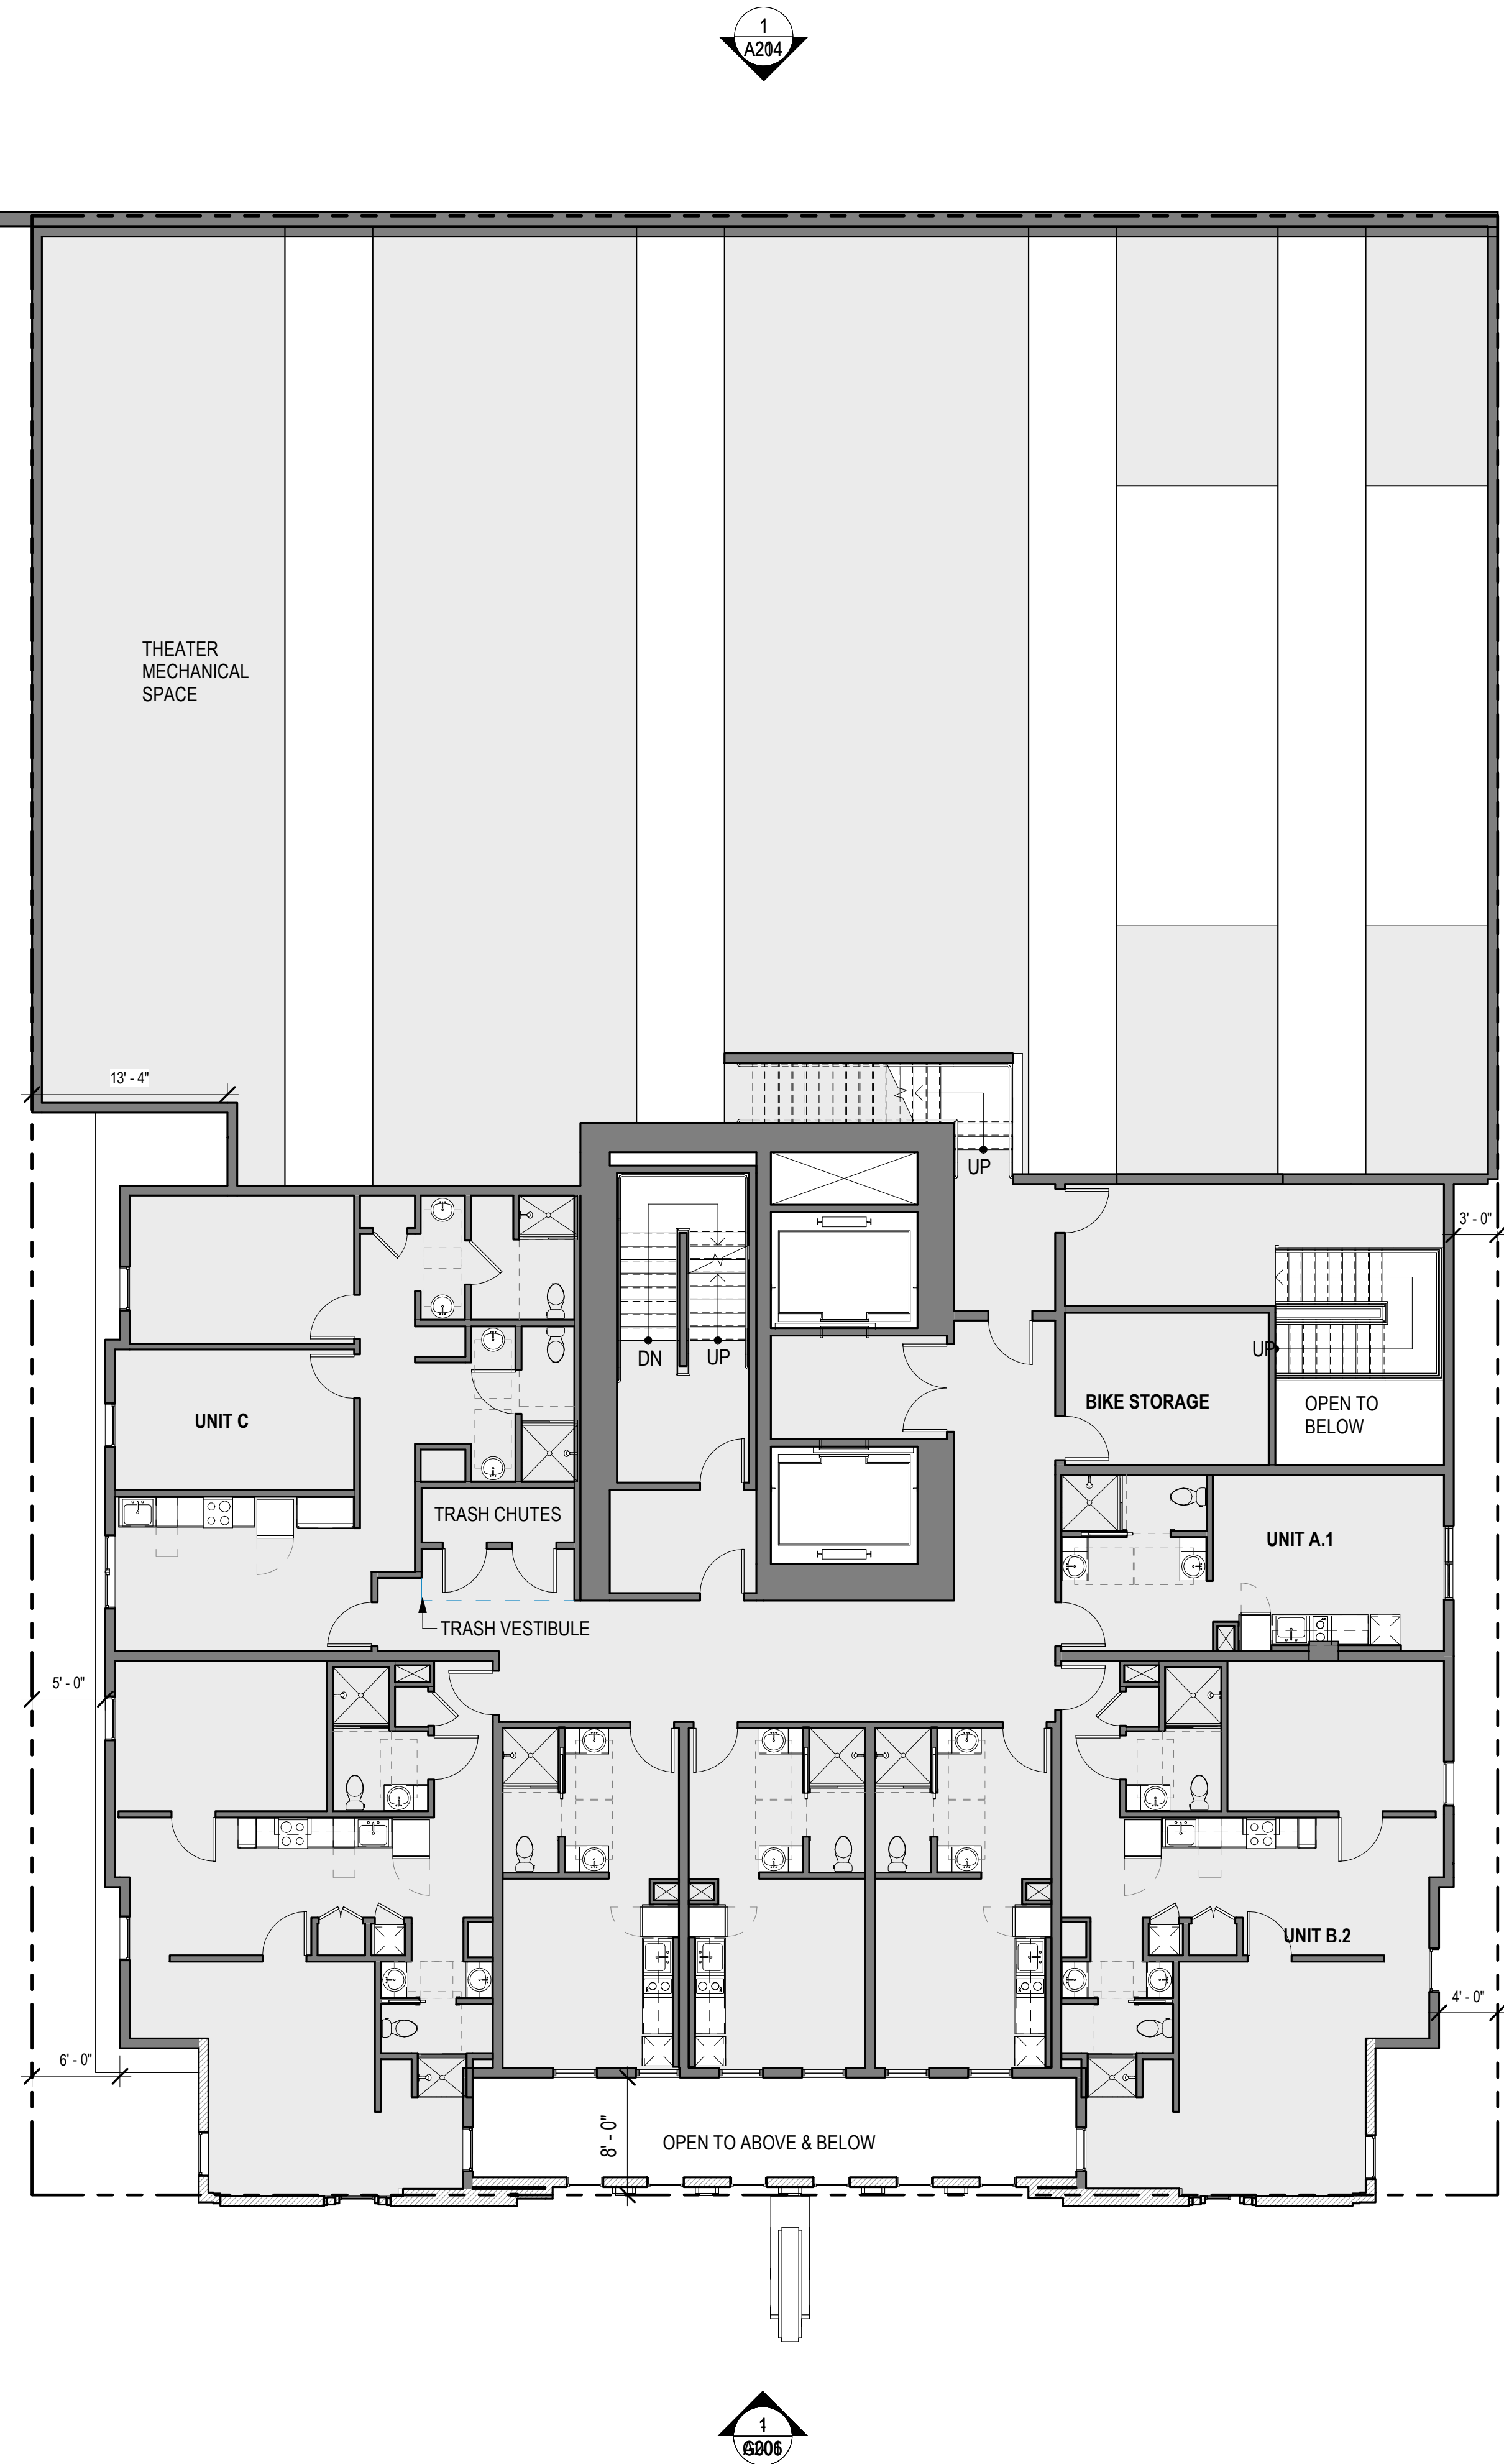 1
A204
THEATER
MECHANICAL
SPACE
13' - 4"
UP
3' - 0"
DN
UP
UP
UNIT C
BIKE STORAGE
OPEN TO
BELOW
TRASH CHUTES
UNIT A.1
TRASH VESTIBULE
5' - 0"
UNIT B.2
4' - 0"
6' - 0"
8' - 0"
OPEN TO ABOVE & BELOW
1